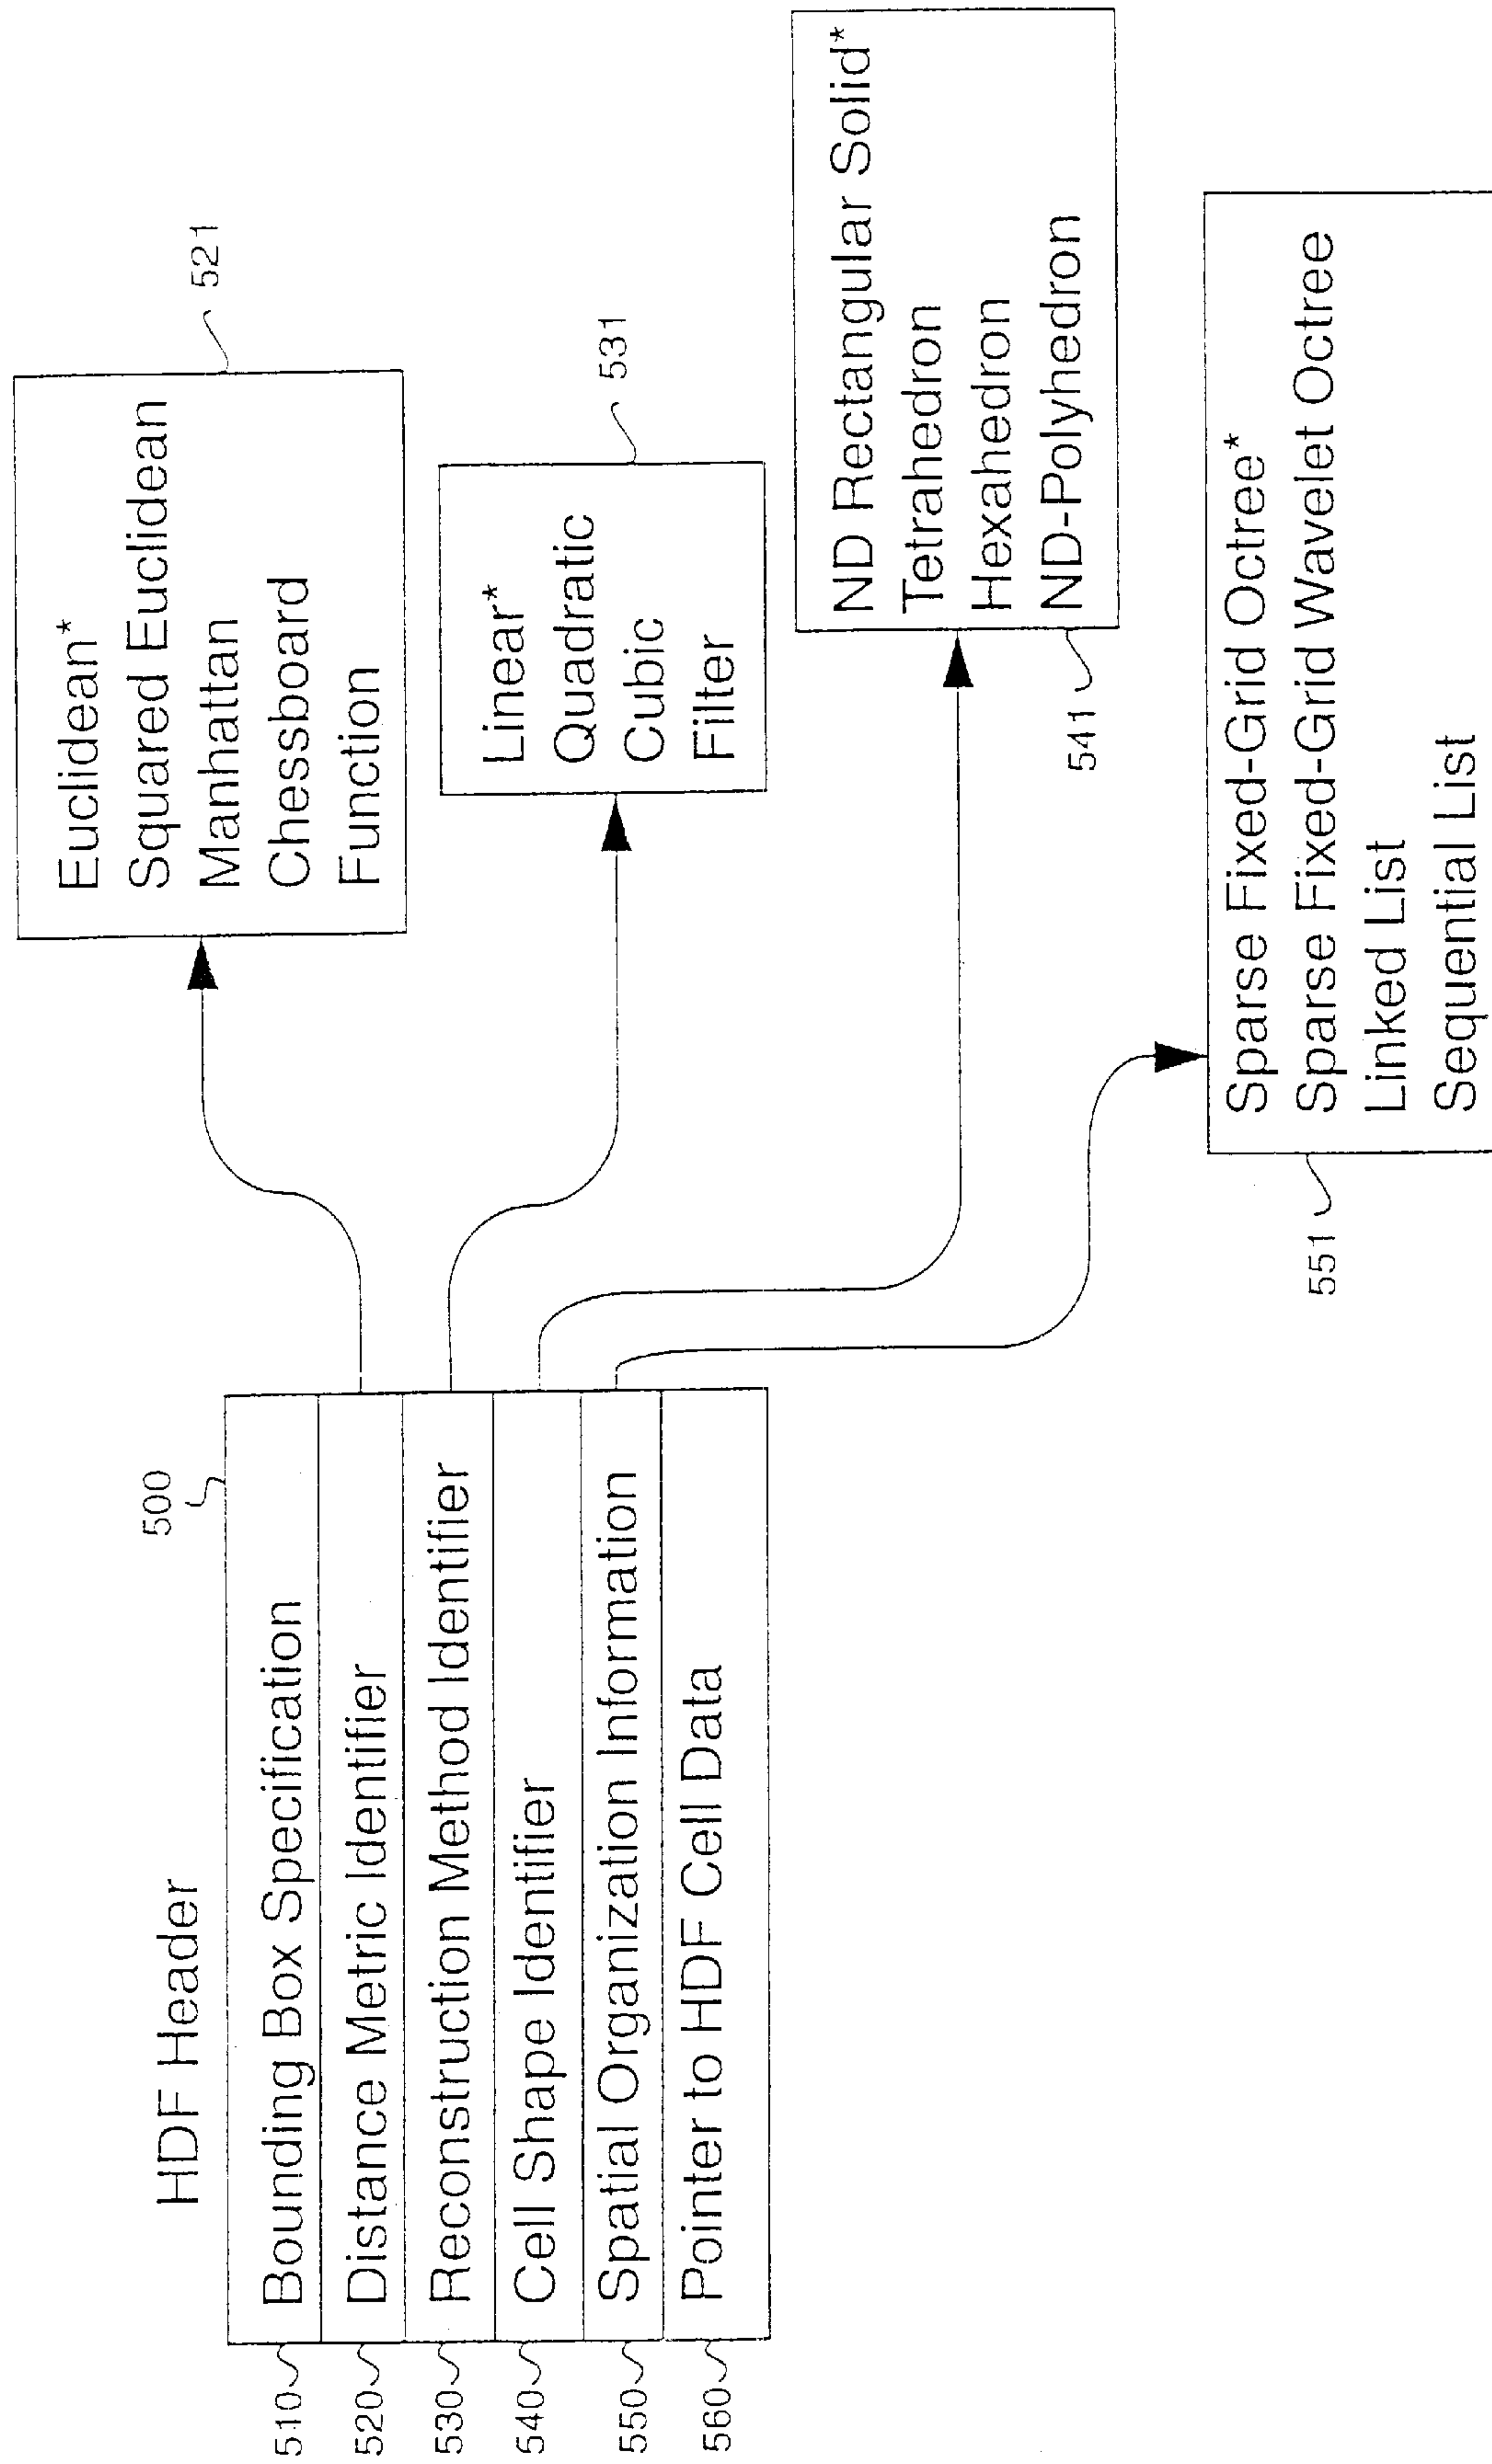 HDF Header
500
510
Bounding Box Specification
520
Distance Metric Identifier
530
Reconstruction Method Identifier
540
Cell Shape Identifier
550
Spatial Organization Information
560
Pointer to HDF Cell Data
Euclidean*
Squared Euclidean
Manhattan
Chessboard
Function
521
Linear*
Quadratic
Cubic
Filter
531
ND Rectangular Solid*
Tetrahedron
Hexahedron
ND-Polyhedron
541
Sparse Fixed-Grid Octree*
Sparse Fixed-Grid Wavelet Octree
Linked List
Sequential List
551